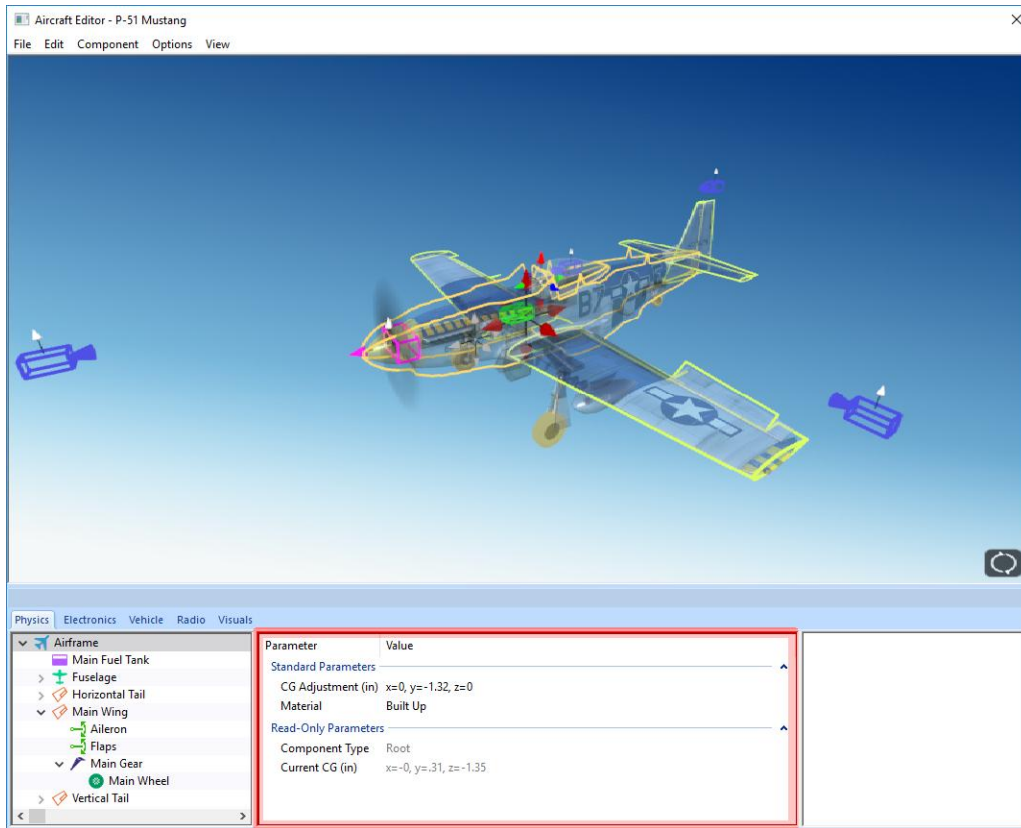 Aircraft Editor - P-51 Mustang
File Edit Component Options View
B7
Physics Electronics Vehicle Radio Visuals
Airframe
Main Fuel Tank
Fuselage
Horizontal Tail
Main Wing
Aileron
Flaps
Main Gear
Main Wheel
Vertical Tail
Parameter Value
Standard Parameters
CG Adjustment (in) x=0, y=-1.32, z=0
Material Built Up
Read-Only Parameters
Component Type Root
Current CG (in) x=-0, y=.31, z=-1.35